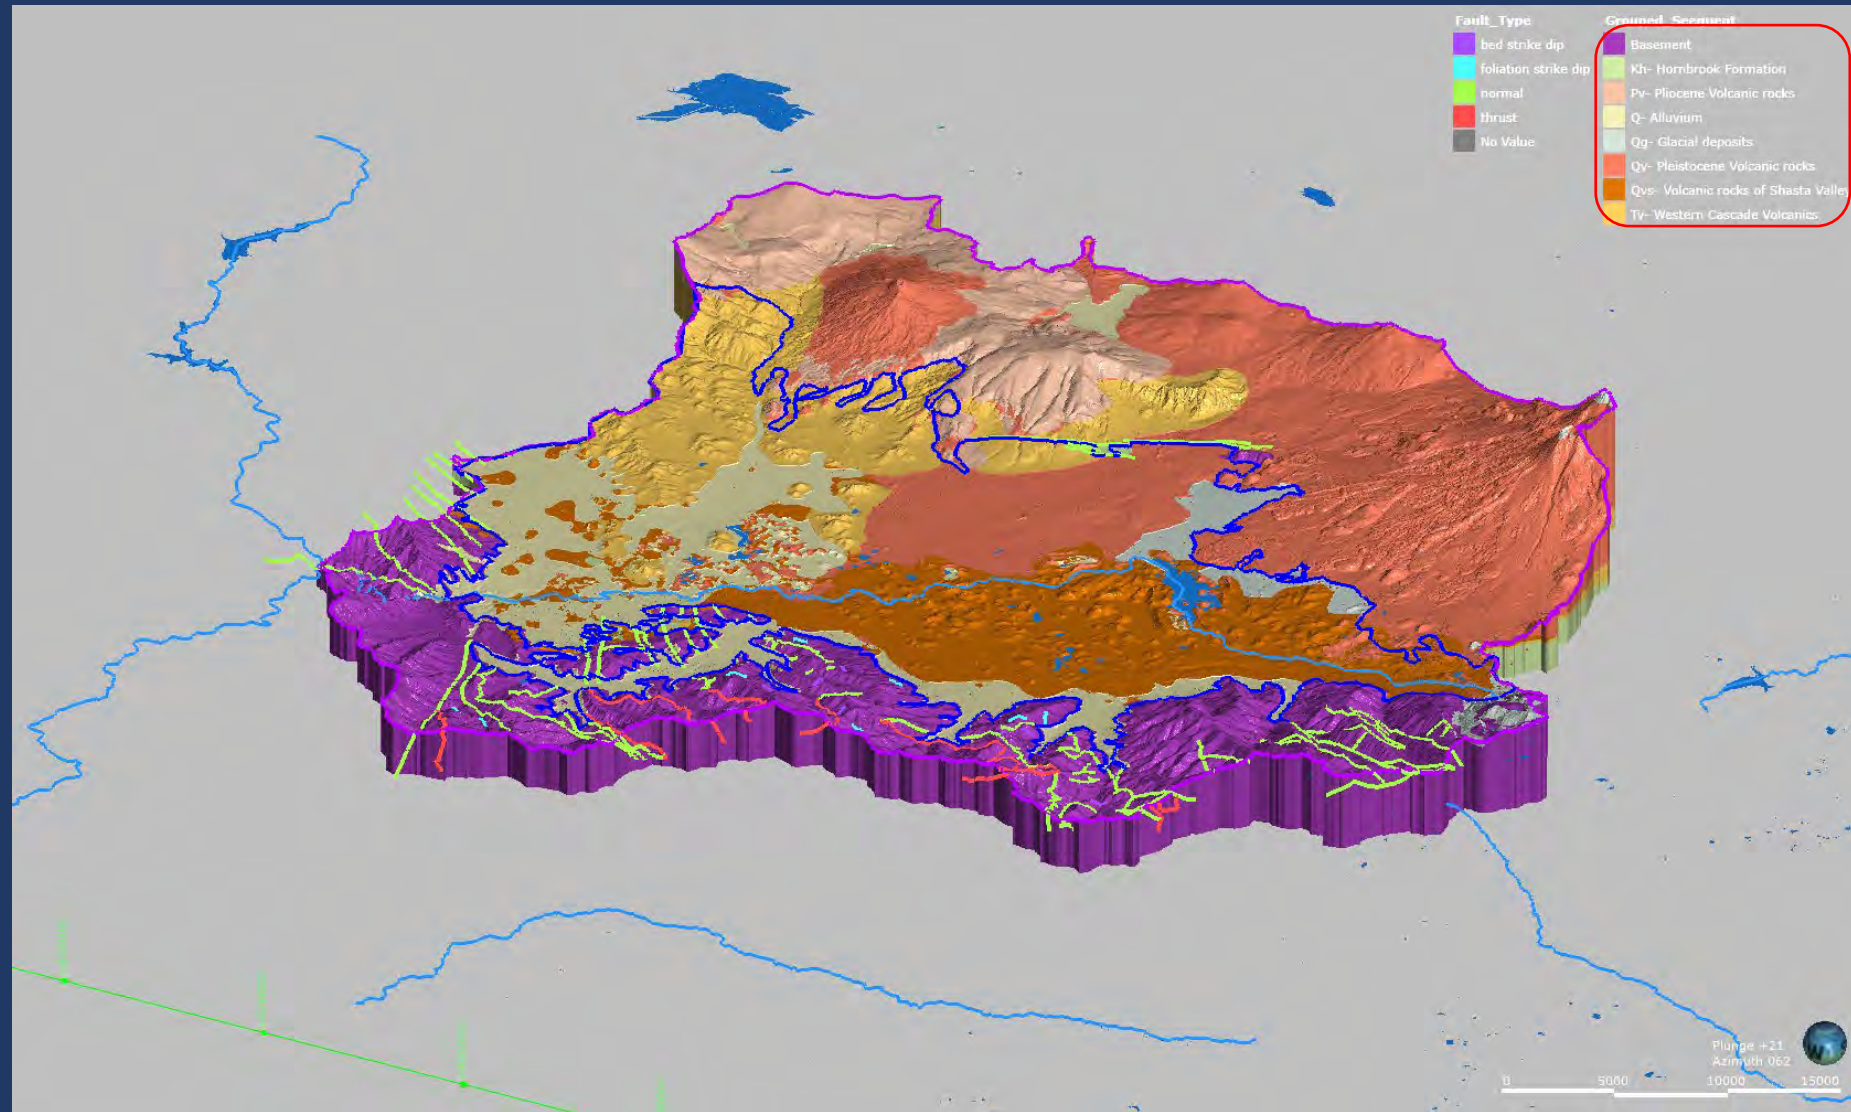 Fault_Type
bed strike dip
foliation strike dip
normal
thrust
No Value
Grouped_Seequent
Basement
Kh- Hornbrook Formation
Pv- Pliocene Volcanic rocks
Q- Alluvium
Qg- Glacial deposits
Qv- Pleistocene Volcanic rocks
Qvs- Volcanic rocks of Shasta Valley
Tv- Western Cascade Volcanics
Plunge +21
Azimuth 062
0 5000 10000 15000